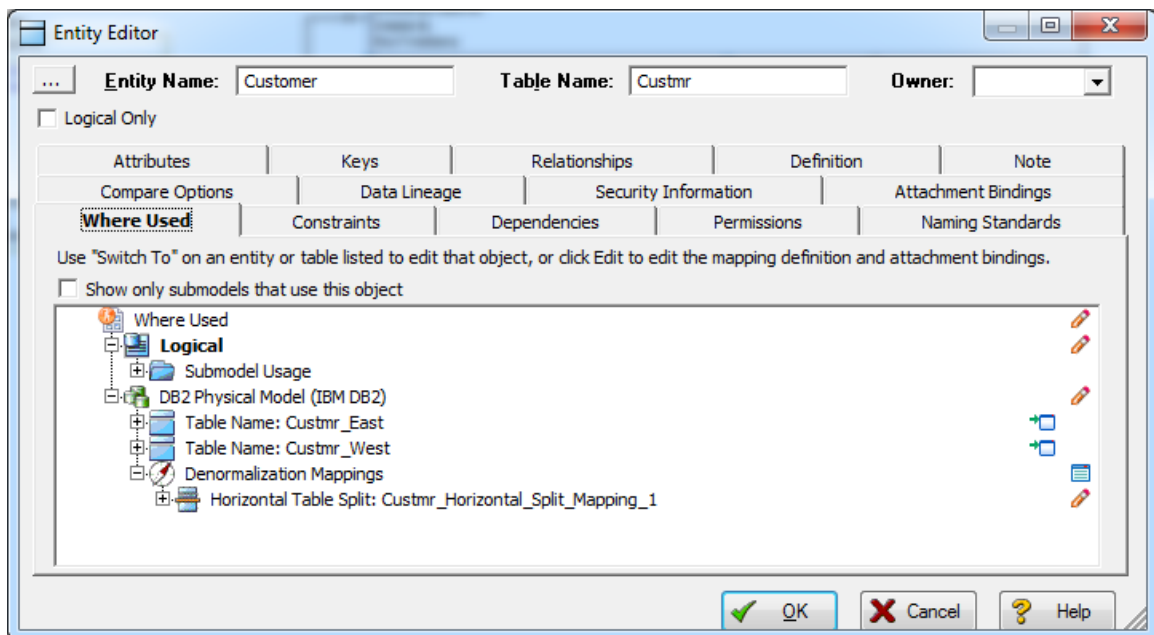 Entity Editor
... Entity Name: Customer Table Name: Custmr Owner:
Logical Only
Attributes Keys Relationships Definition Note
Compare Options Data Lineage Security Information Attachment Bindings
Where Used Constraints Dependencies Permissions Naming Standards
Use "Switch To" on an entity or table listed to edit that object, or click Edit to edit the mapping definition and attachment bindings.
Show only submodels that use this object
Where Used
Logical
Submodel Usage
DB2 Physical Model (IBM DB2)
Table Name: Custmr_East
Table Name: Custmr_West
Denormalization Mappings
Horizontal Table Split: Custmr_Horizontal_Split_Mapping_1
OK Cancel Help